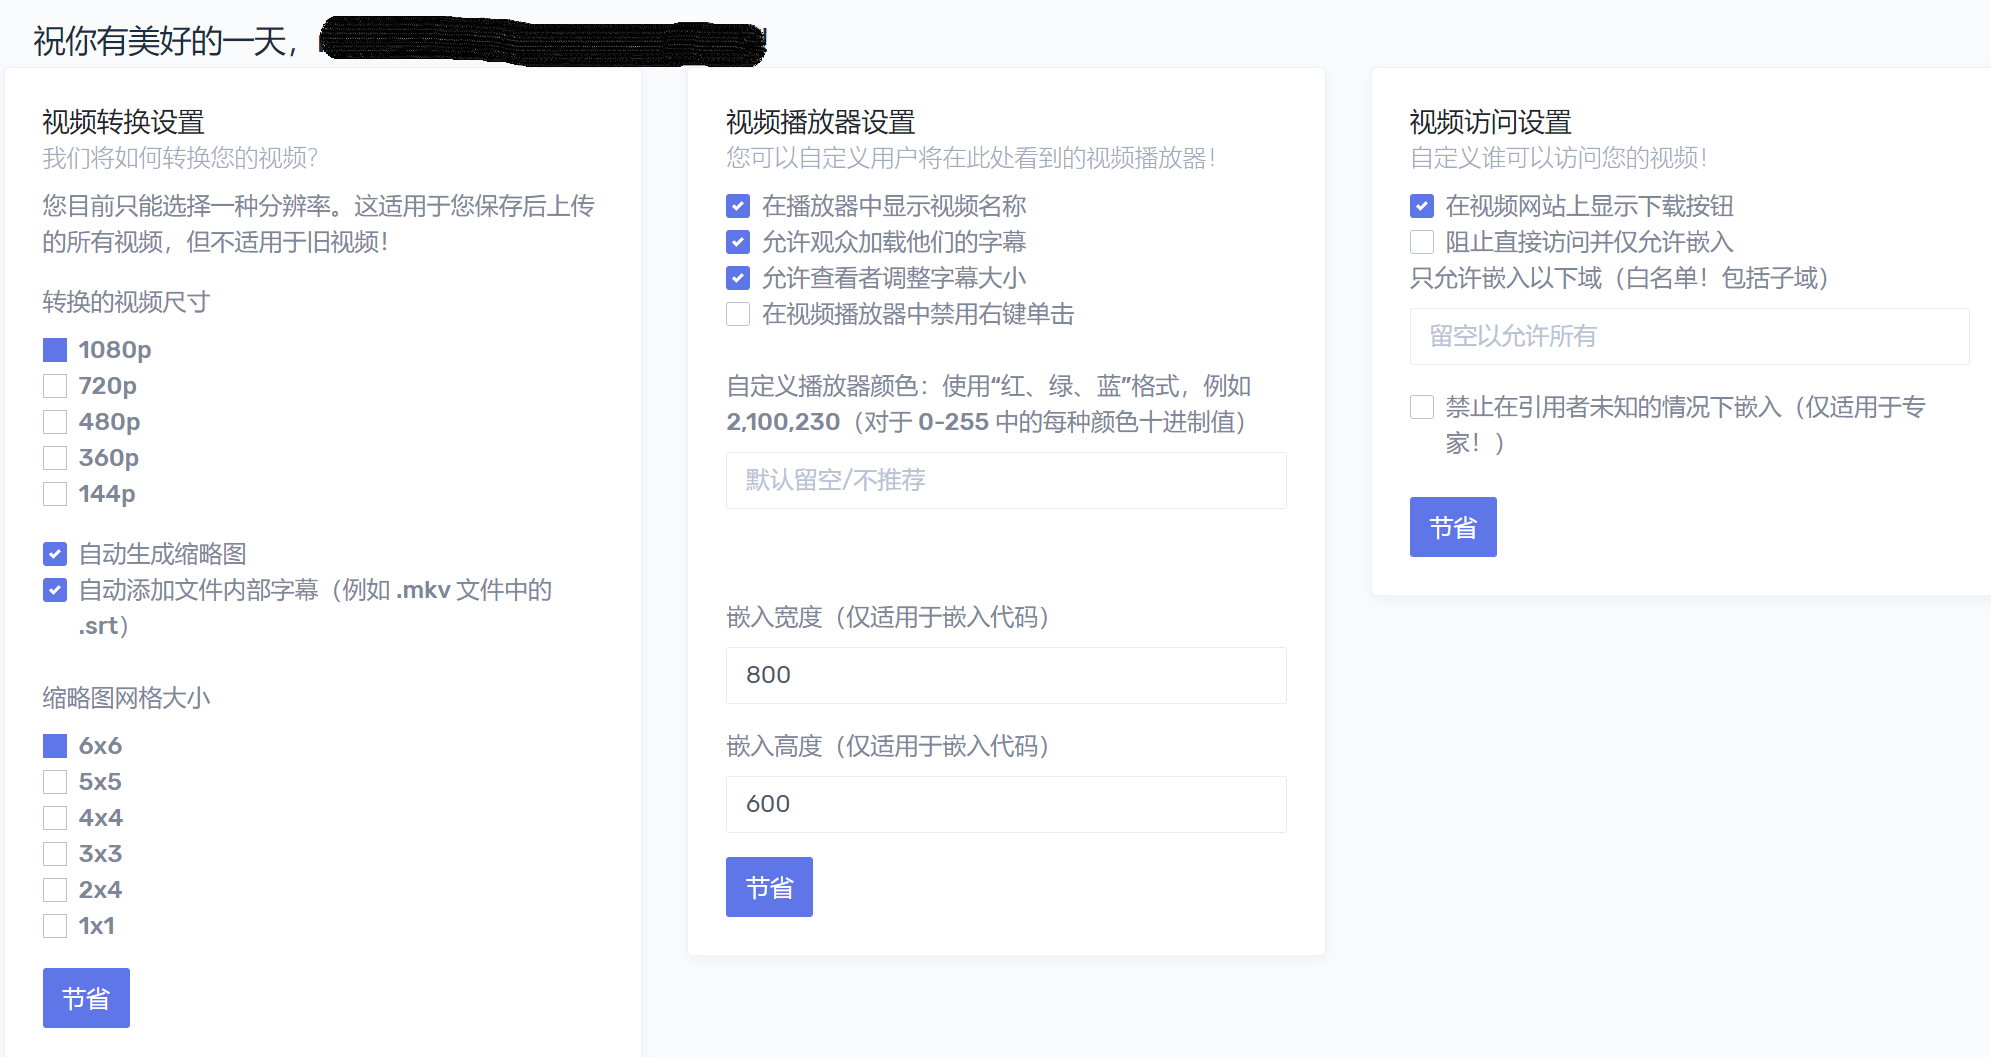 祝你有美好的一天，
视频转换设置
我们将如何转换您的视频？
您目前只能选择一种分辨率。这适用于您保存后上传
的所有视频，但不适用于旧视频！
转换的视频尺寸
1080p
720p
480p
360p
144p
自动生成缩略图
自动添加文件内部字幕（例如 .mkv 文件中的
.srt）
缩略图网格大小
6x6
5x5
4x4
3x3
2x4
1x1
节省
视频播放器设置
您可以自定义用户将在此处看到的视频播放器！
在播放器中显示视频名称
允许观众加载他们的字幕
允许查看者调整字幕大小
在视频播放器中禁用右键单击
自定义播放器颜色：使用“红、绿、蓝”格式，例如
2,100,230（对于 0-255 中的每种颜色十进制值）
默认留空/不推荐
嵌入宽度（仅适用于嵌入代码）
800
嵌入高度（仅适用于嵌入代码）
600
节省
视频访问设置
自定义谁可以访问您的视频！
在视频网站上显示下载按钮
阻止直接访问并仅允许嵌入
只允许嵌入以下域（白名单！包括子域）
留空以允许所有
禁止在引用者未知的情况下嵌入（仅适用于专
家！）
节省